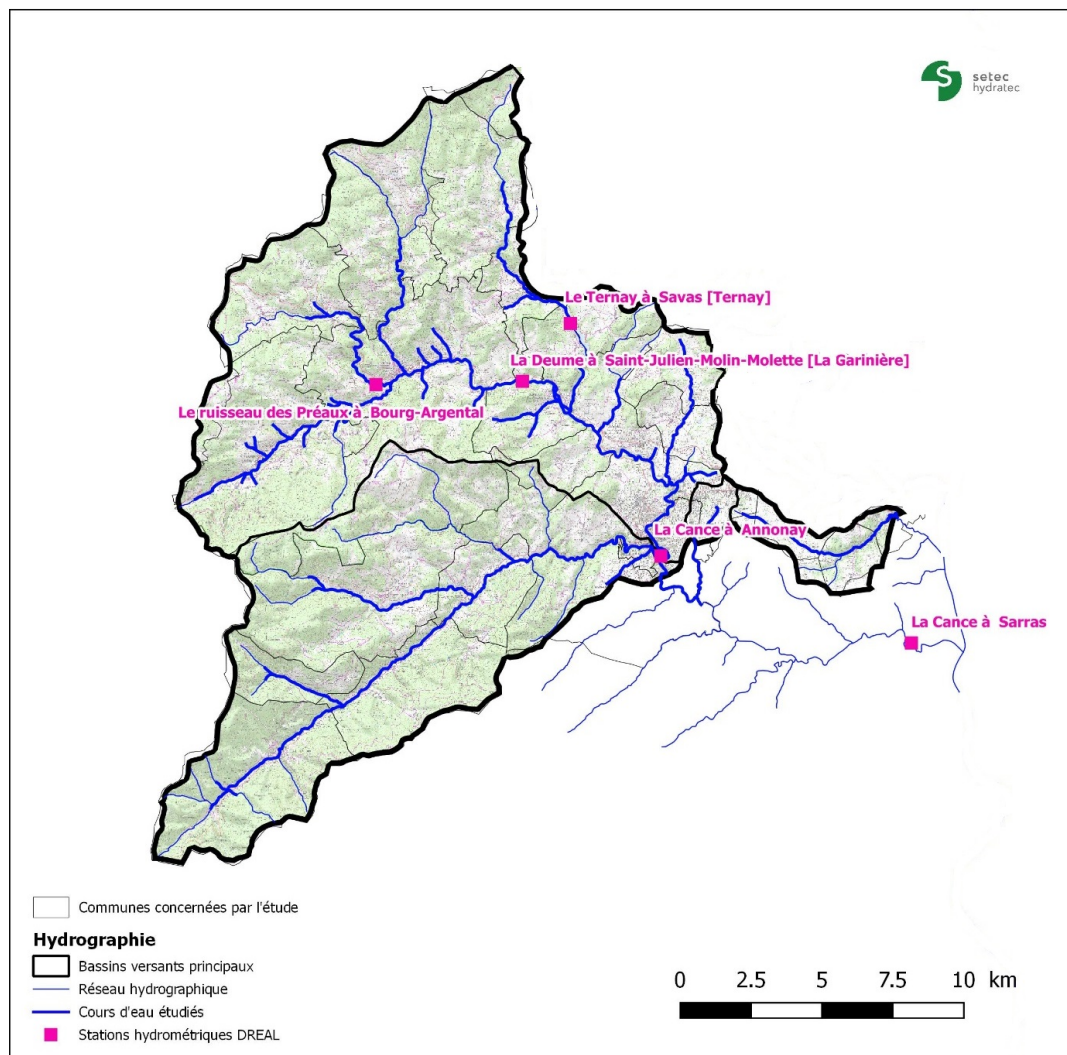 setec
hydratec
Le Ternay à Savas [Ternay]
La Deume à Saint-Julien-Molin-Molette [La Garinière]
Le ruisseau des Préaux à Bourg-Argental
La Cance à Annonay
La Cance à Sarras
Communes concernées par l'étude
Hydrographie
Bassins versants principaux
Réseau hydrographique
Cours d'eau étudiés
Stations hydrométriques DREAL
0 2.5 5 7.5 10 km